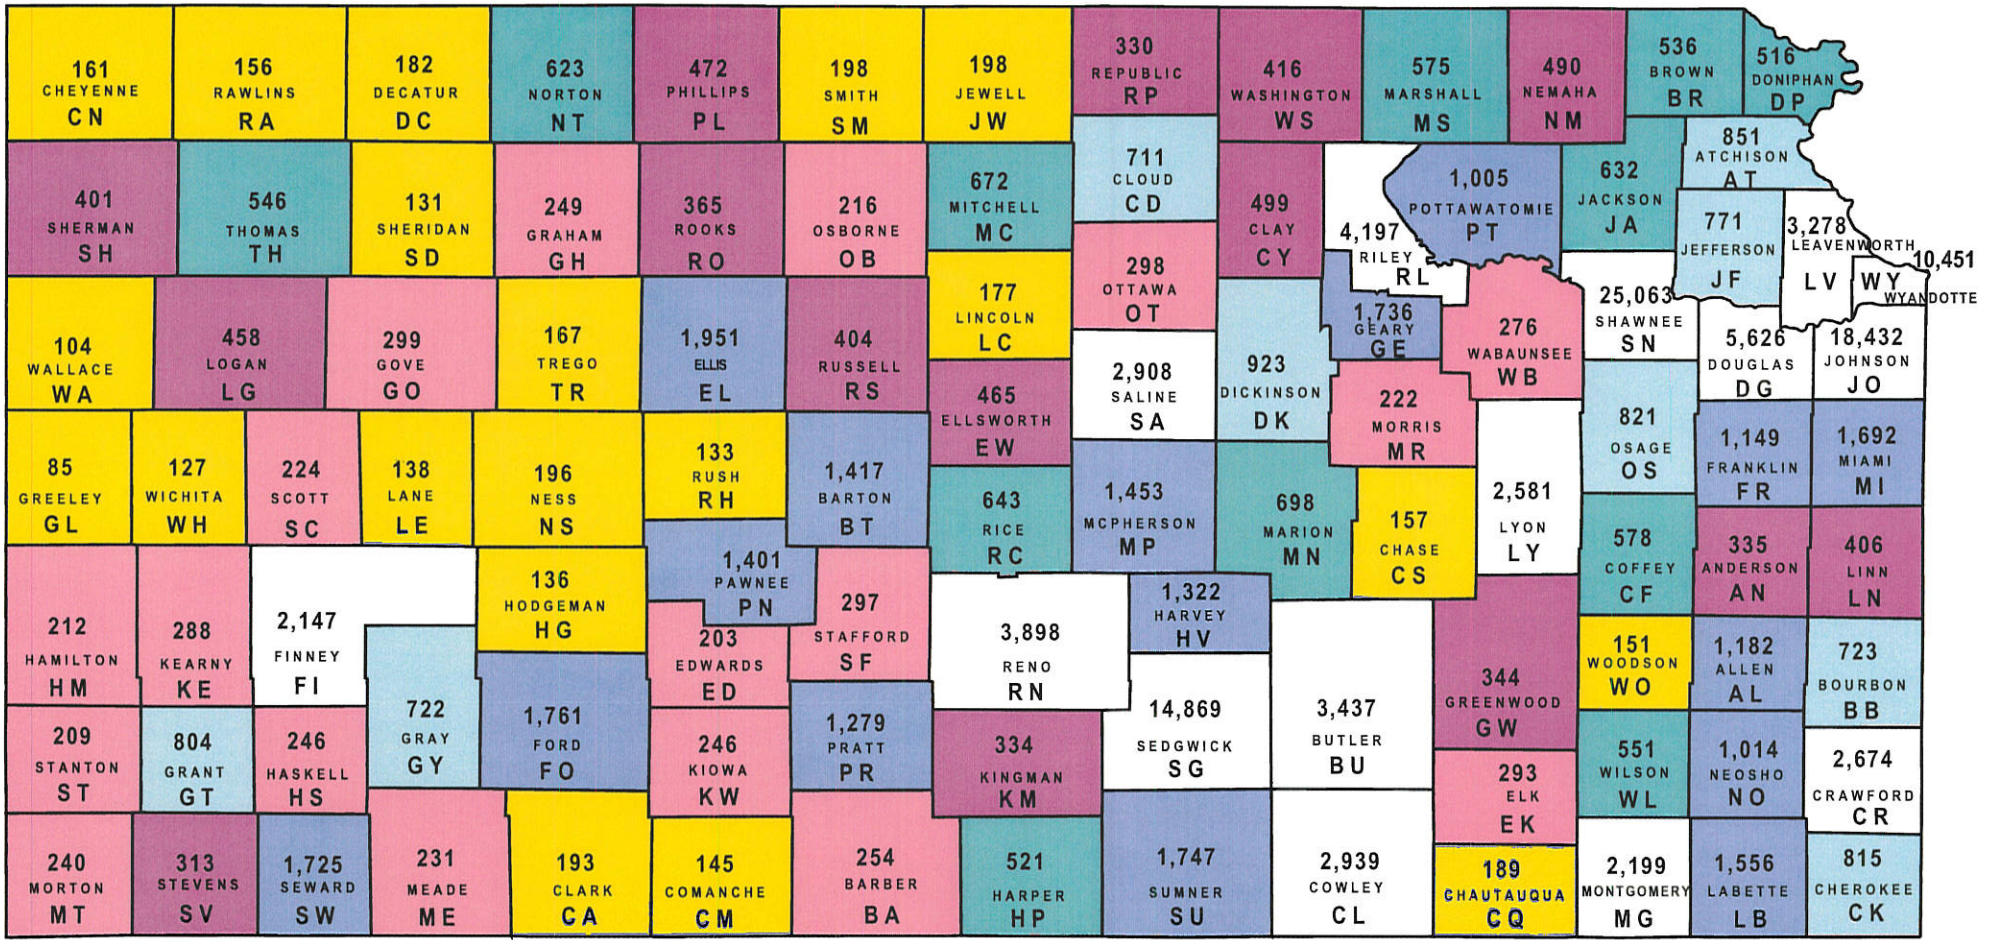 161
CHEYENNE
CN
156
RAWLINS
RA
182
DECATUR
DC
623
NORTON
NT
472
PHILLIPS
PL
198
SMITH
SM
198
JEWELL
JW
330
REPUBLIC
RP
416
WASHINGTON
WS
575
MARSHALL
MS
490
NEMAHA
NM
536
BROWN
BR
516
DONIPHAN
DP
401
SHERMAN
SH
546
THOMAS
TH
131
SHERIDAN
SD
249
GRAHAM
GH
365
ROOKS
RO
216
OSBORNE
OB
672
MITCHELL
MC
711
CLOUD
CD
499
CLAY
CY
4,197
RILEY
RL
1,005
POTTAWATOMIE
PT
632
JACKSON
JA
851
ATCHISON
AT
771
JEFFERSON
JF
3,278
LEAVENWORTH
LV
10,451
WY
WYANDOTTE
104
WALLACE
WA
458
LOGAN
LG
299
GOVE
GO
167
TREGO
TR
1,951
ELLIS
EL
404
RUSSELL
RS
177
LINCOLN
LC
298
OTTAWA
OT
923
DICKINSON
DK
1,736
GEARY
GE
276
WABAUNSEE
WB
25,063
SHAWNEE
SN
5,626
DOUGLAS
DG
18,432
JOHNSON
JO
465
ELLSWORTH
EW
2,908
SALINE
SA
222
MORRIS
MR
821
OSAGE
OS
1,149
FRANKLIN
FR
1,692
MIAMI
MI
85
GREELEY
GL
127
WICHITA
WH
224
SCOTT
SC
138
LANE
LE
196
NESS
NS
133
RUSH
RH
1,417
BARTON
BT
643
RICE
RC
1,453
MCPHERSON
MP
698
MARION
MN
157
CHASE
CS
2,581
LYON
LY
578
COFFEY
CF
335
ANDERSON
AN
406
LINN
LN
212
HAMILTON
HM
288
KEARNY
KE
2,147
FINNEY
FI
136
HODGEMAN
HG
1,401
PAWNEE
PN
203
EDWARDS
ED
297
STAFFORD
SF
3,898
RENO
RN
1,322
HARVEY
HV
3,437
BUTLER
BU
344
GREENWOOD
GW
151
WOODSON
WO
1,182
ALLEN
AL
723
BOURBON
BB
209
STANTON
ST
804
GRANT
GT
246
HASKELL
HS
722
GRAY
GY
1,761
FORD
FO
246
KIOWA
KW
1,279
PRATT
PR
334
KINGMAN
KM
14,869
SEDGWICK
SG
293
ELK
EK
551
WILSON
WL
1,014
NEOSHO
NO
2,674
CRAWFORD
CR
240
MORTON
MT
313
STEVENS
SV
1,725
SEWARD
SW
231
MEADE
ME
193
CLARK
CA
145
COMANCHE
CM
254
BARBER
BA
521
HARPER
HP
1,747
SUMNER
SU
2,939
COWLEY
CL
189
CHAUTAUQUA
CQ
2,199
MONTGOMERY
MG
1,556
LABETTE
LB
815
CHEROKEE
CK